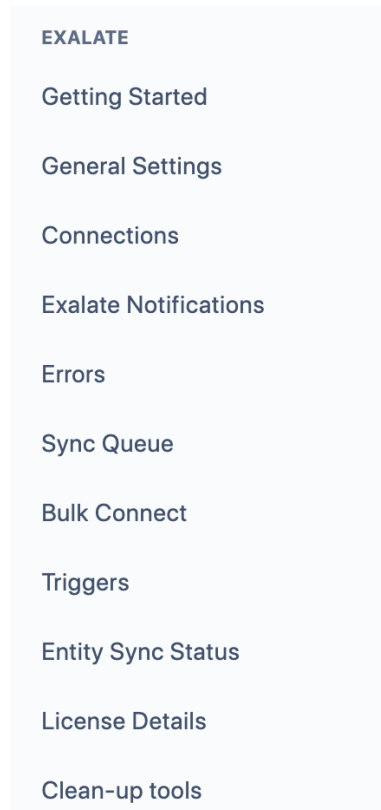 EXALATE
Getting Started
General Settings
Connections
Exalate Notifications
Errors
Sync Queue
Bulk Connect
Triggers
Entity Sync Status
License Details
Clean-up tools